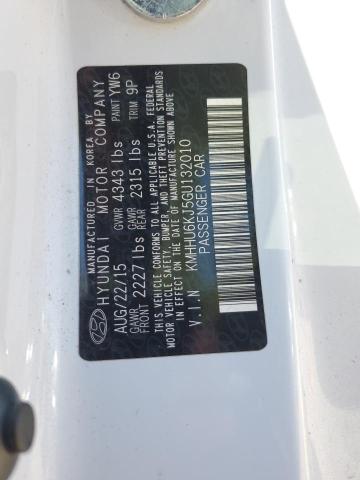 MANUFACTURED IN KOREA BY
HYUNDAI MOTOR COMPANY
AUG/22/15 GVWR 4343 lbs PAINT YW6
GAWR FRONT 2227 lbs GAWR REAR 2315 lbs TRIM 9P
THIS VEHICLE CONFORMS TO ALL APPLICABLE U.S.A. FEDERAL
MOTOR VEHICLE SAFETY, BUMPER, AND THEFT PREVENTION STANDARDS
IN EFFECT ON THE DATE OF MANUFACTURE SHOWN ABOVE.
V.I.N KMHHU6KJ5GU132010
PASSENGER CAR